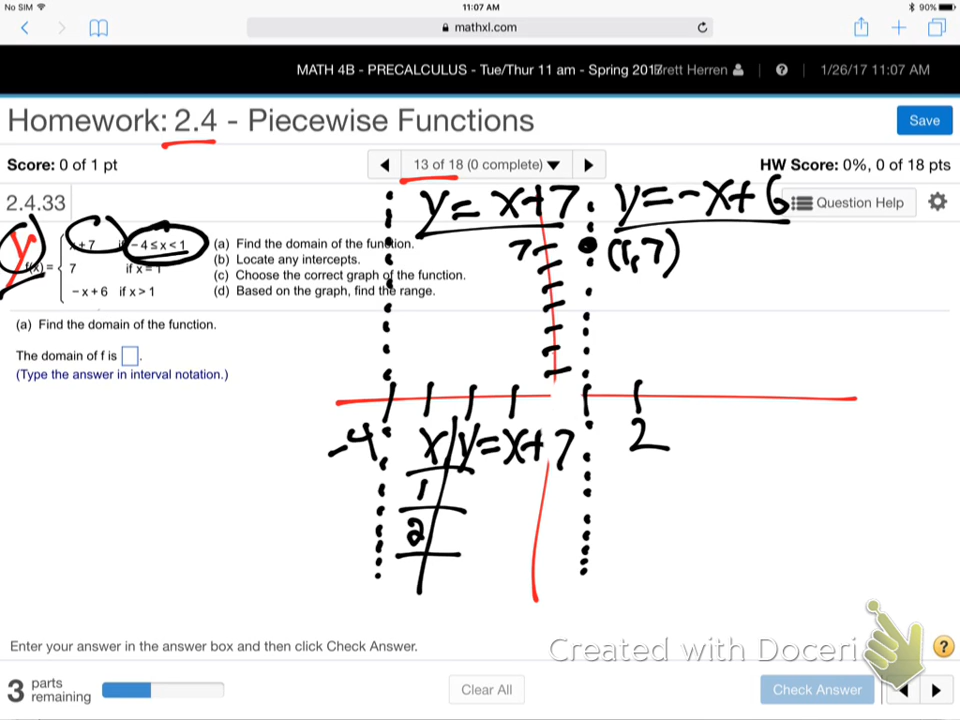 No SIM 11:07 AM 90%
mathxl.com
MATH 4B - PRECALCULUS - Tue/Thur 11 am - Spring 2017 Brett Herren 1/26/17 11:07 AM
Homework: 2.4 - Piecewise Functions Save
Score: 0 of 1 pt 13 of 18 (0 complete) HW Score: 0%, 0 of 18 pts
2.4.33 y = x+7 y=-x+6 Question Help
y) x+7 if -4 ≤ x < 1 (a) Find the domain of the function. 7 (1,7)
f(x) = 7 if x = 1 (b) Locate any intercepts.
(c) Choose the correct graph of the function.
-x+6 if x>1 (d) Based on the graph, find the range.
(a) Find the domain of the function.
The domain of f is .
(Type the answer in interval notation.)
-4 x y=x+7 2
1
2
Enter your answer in the answer box and then click Check Answer.
Created with Doceri
?
3 parts remaining Clear All Check Answer